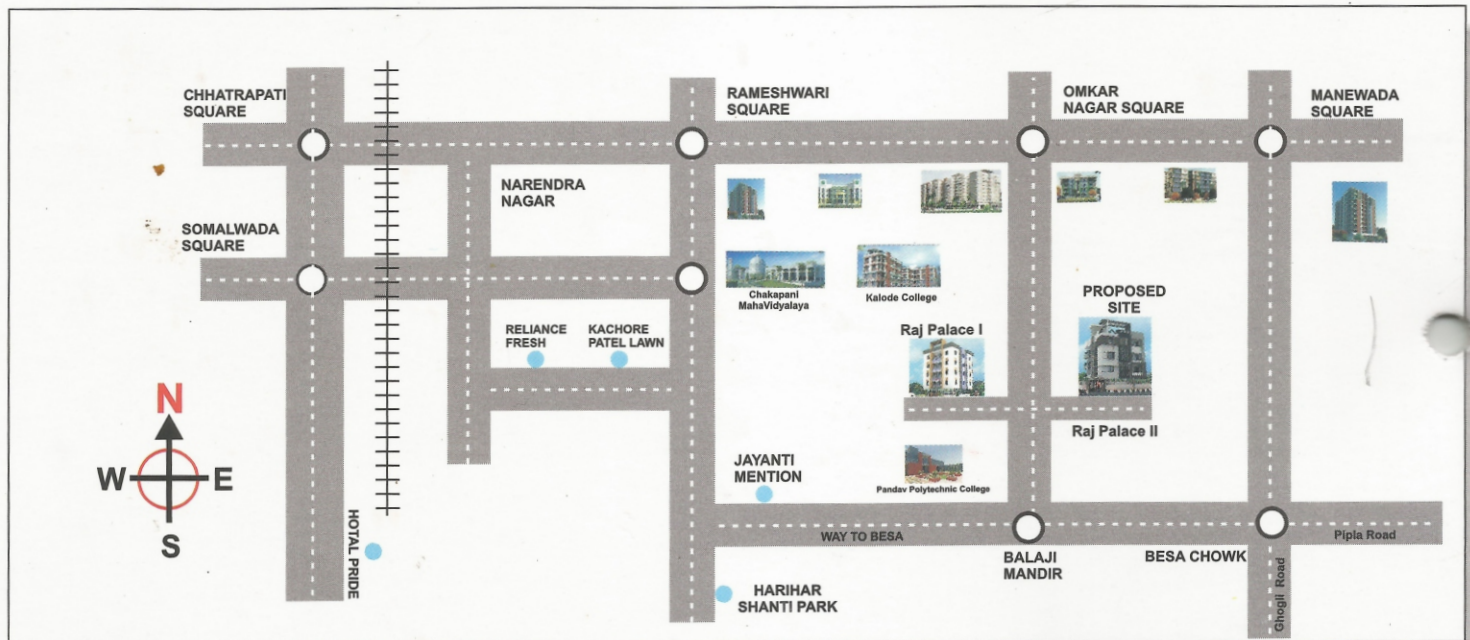 CHHATRAPATI
SQUARE
RAMESHWARI
SQUARE
OMKAR
NAGAR SQUARE
MANEWADA
SQUARE
NARENDRA
NAGAR
SOMALWADA
SQUARE
Chakapani
MahaVidyalaya
Kalode College
PROPOSED
SITE
RELIANCE
FRESH
KACHORE
PATEL LAWN
Raj Palace I
Raj Palace II
N
W
E
S
JAYANTI
MENTION
Pandav Polytechnic College
HOTAL PRIDE
WAY TO BESA
BALAJI
MANDIR
BESA CHOWK
Pipla Road
Ghogli Road
HARIHAR
SHANTI PARK